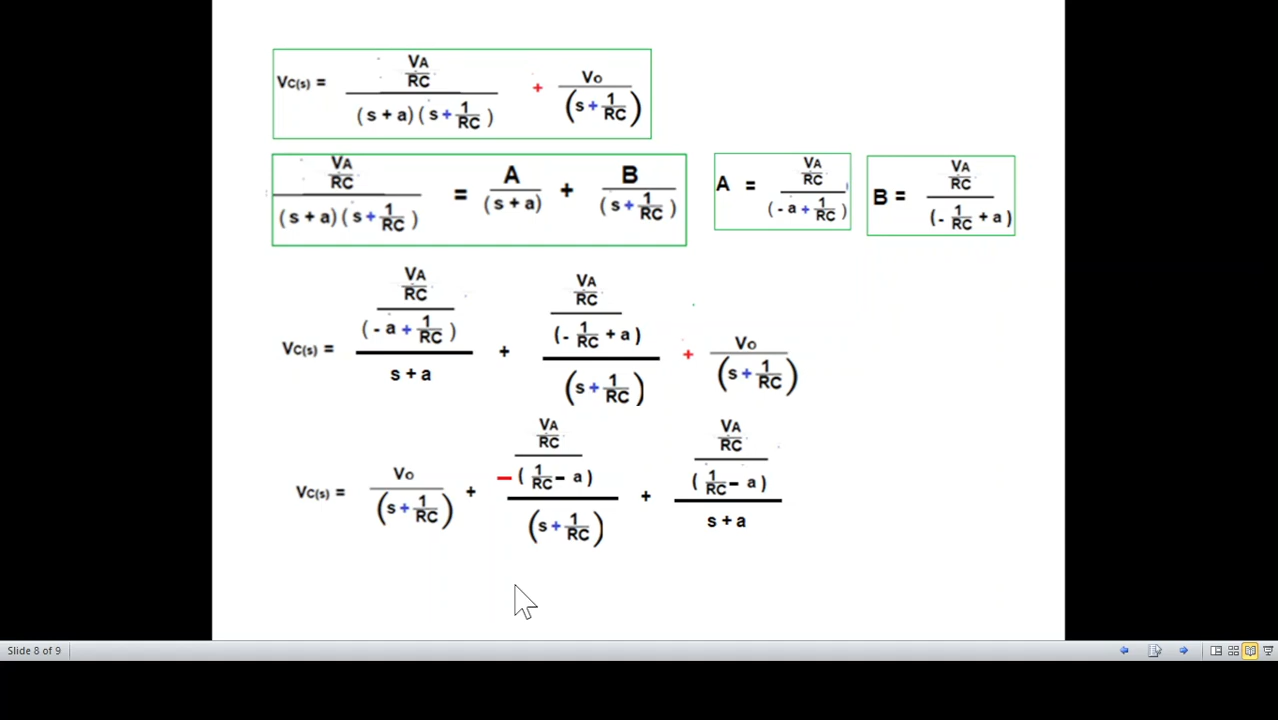 Vc(s) = (VA/RC) / ((s + a)(s + 1/RC)) + Vo / (s + 1/RC)
(VA/RC) / ((s + a)(s + 1/RC)) = A / (s + a) + B / (s + 1/RC)
A = (VA/RC) / (- a + 1/RC)
B = (VA/RC) / (- 1/RC + a)
Vc(s) = ((VA/RC) / (- a + 1/RC)) / (s + a) + ((VA/RC) / (- 1/RC + a)) / (s + 1/RC) + Vo / (s + 1/RC)
Vc(s) = Vo / (s + 1/RC) + ((VA/RC) / - (1/RC - a)) / (s + 1/RC) + ((VA/RC) / (1/RC - a)) / (s + a)
Slide 8 of 9